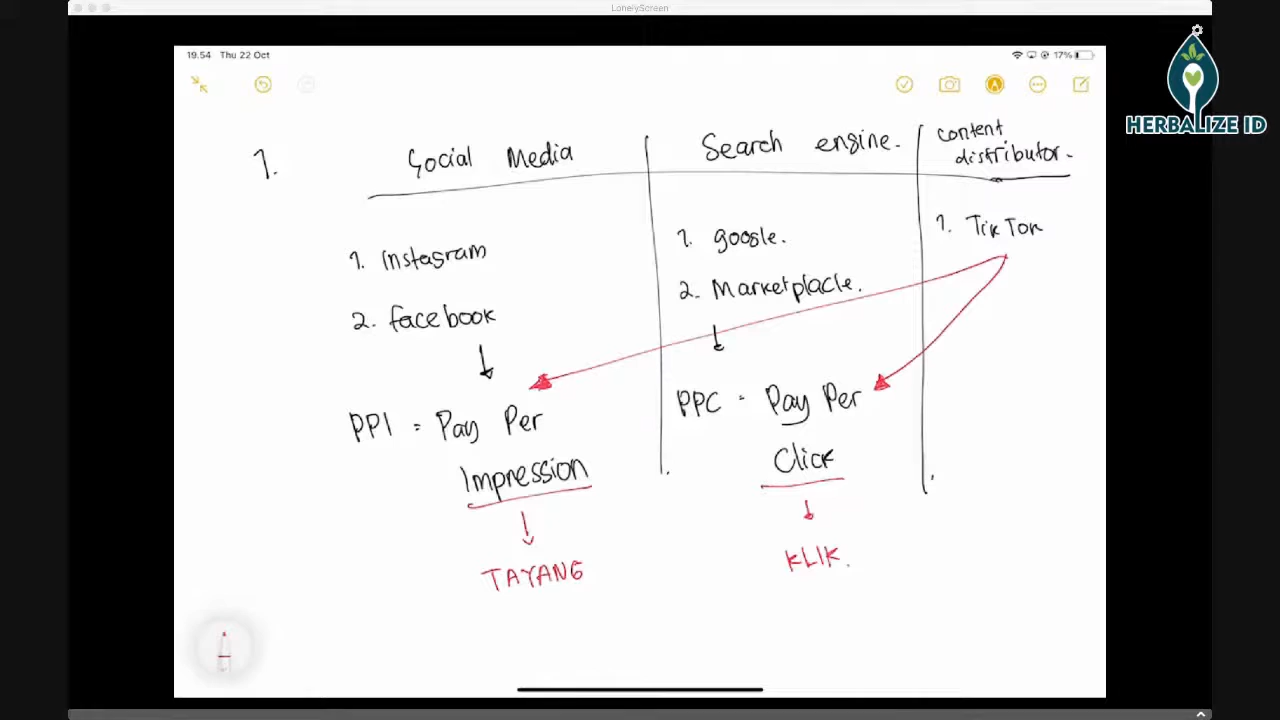 LonelyScreen
19.54 Thu 22 Oct
17%
HERBALIZE ID
1.
Social Media
Search engine.
content
distributor.
1. instagram
2. facebook
PPI = Pay Per
Impression
TAYANG
1. google.
2. Marketplacle.
PPC = Pay Per
Click
KLIK.
1. TikTok